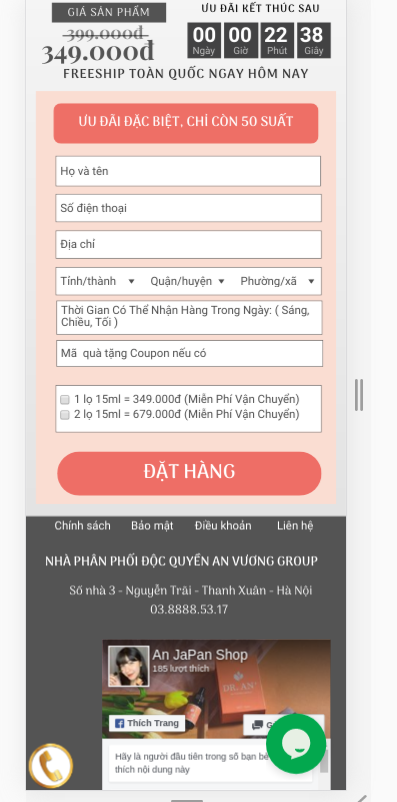 GIÁ SẢN PHẨM
399.000đ
349.000đ
ƯU ĐÃI KẾT THÚC SAU
00 00 22 38
Ngày Giờ Phút Giây
FREESHIP TOÀN QUỐC NGAY HÔM NAY
ƯU ĐÃI ĐẶC BIỆT, CHỈ CÒN 50 SUẤT
Họ và tên
Số điện thoại
Địa chỉ
Tỉnh/thành Quận/huyện Phường/xã
Thời Gian Có Thể Nhận Hàng Trong Ngày: ( Sáng,
Chiều, Tối )
Mã quà tặng Coupon nếu có
1 lọ 15ml = 349.000đ (Miễn Phí Vận Chuyển)
2 lọ 15ml = 679.000đ (Miễn Phí Vận Chuyển)
ĐẶT HÀNG
Chính sách Bảo mật Điều khoản Liên hệ
NHÀ PHÂN PHỐI ĐỘC QUYỀN AN VƯƠNG GROUP
Số nhà 3 - Nguyễn Trãi - Thanh Xuân - Hà Nội
03.8888.53.17
An JaPan Shop
185 lượt thích
DR. AN
Thích Trang
Hãy là người đầu tiên trong số bạn bè
thích nội dung này